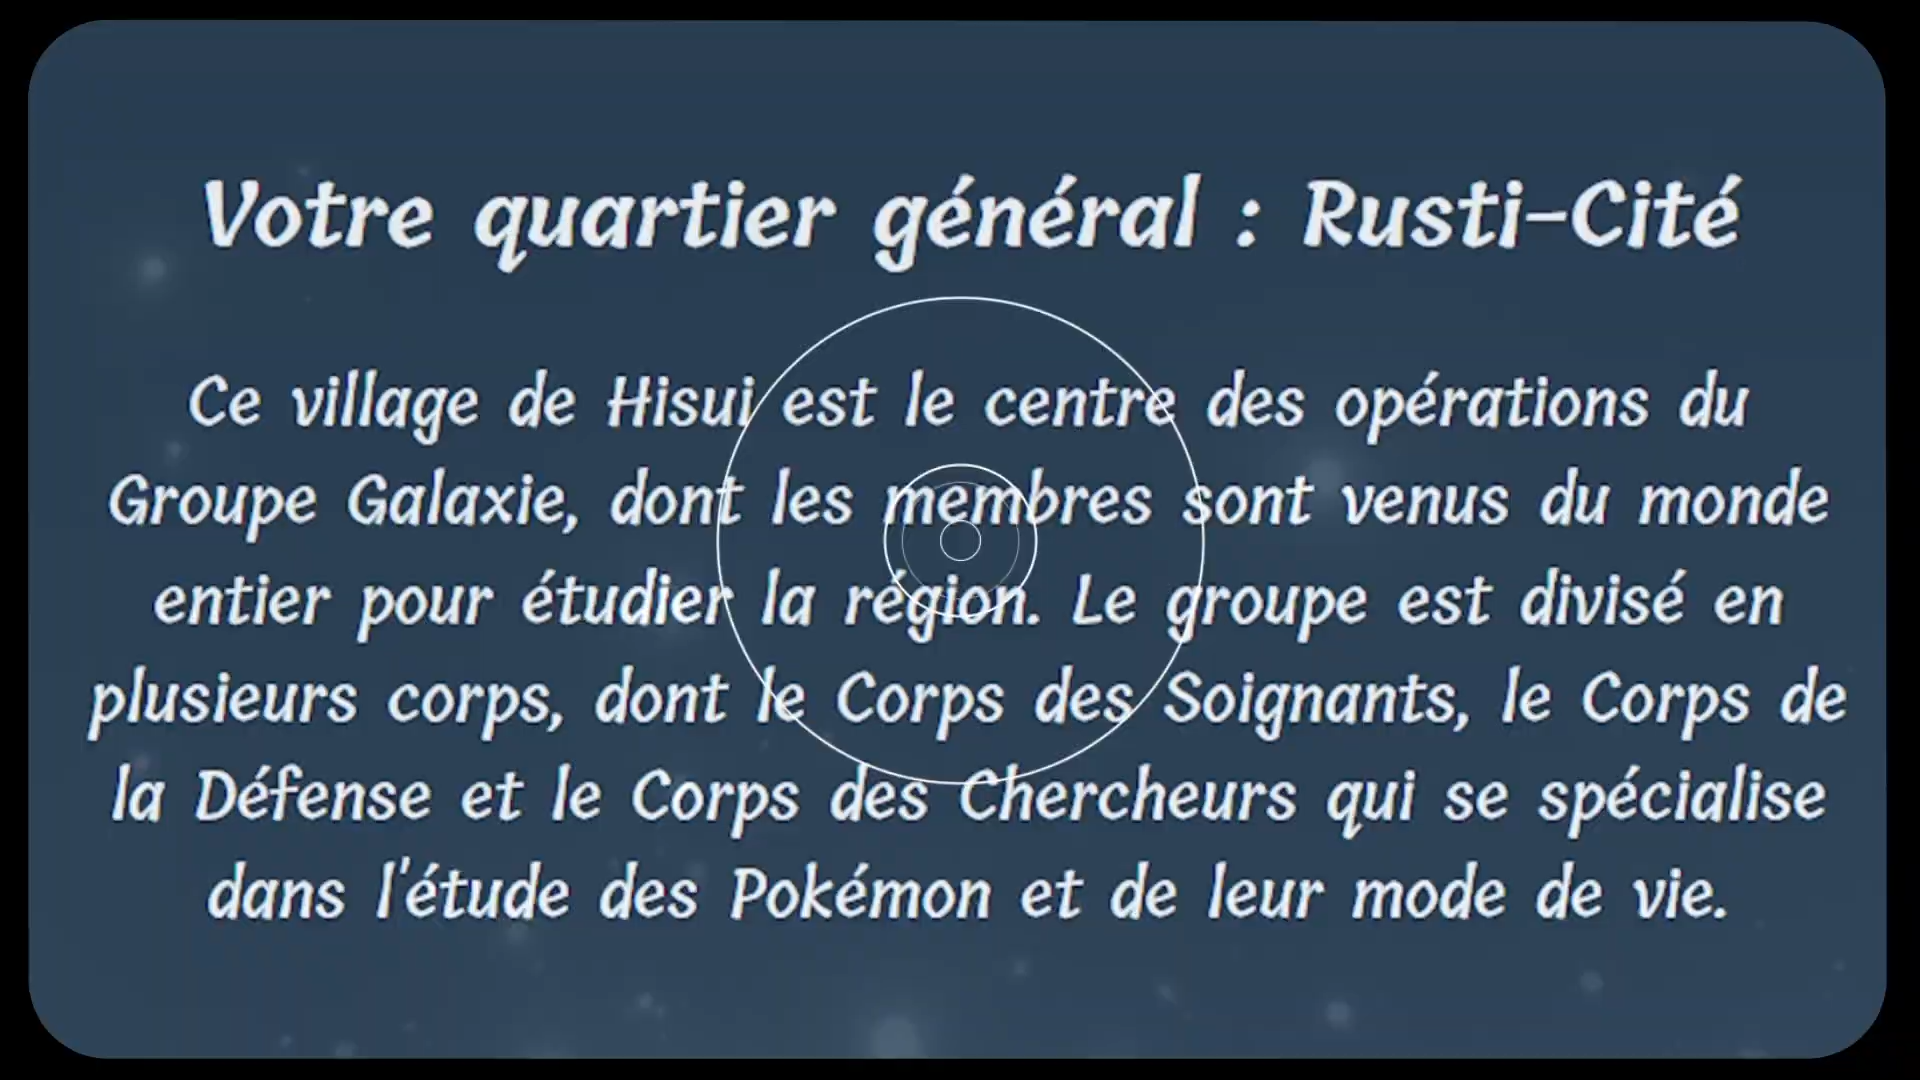 Votre quartier général : Rusti-Cité
Ce village de Hisui est le centre des opérations du
Groupe Galaxie, dont les membres sont venus du monde
entier pour étudier la région. Le groupe est divisé en
plusieurs corps, dont le Corps des Soignants, le Corps de
la Défense et le Corps des Chercheurs qui se spécialise
dans l'étude des Pokémon et de leur mode de vie.